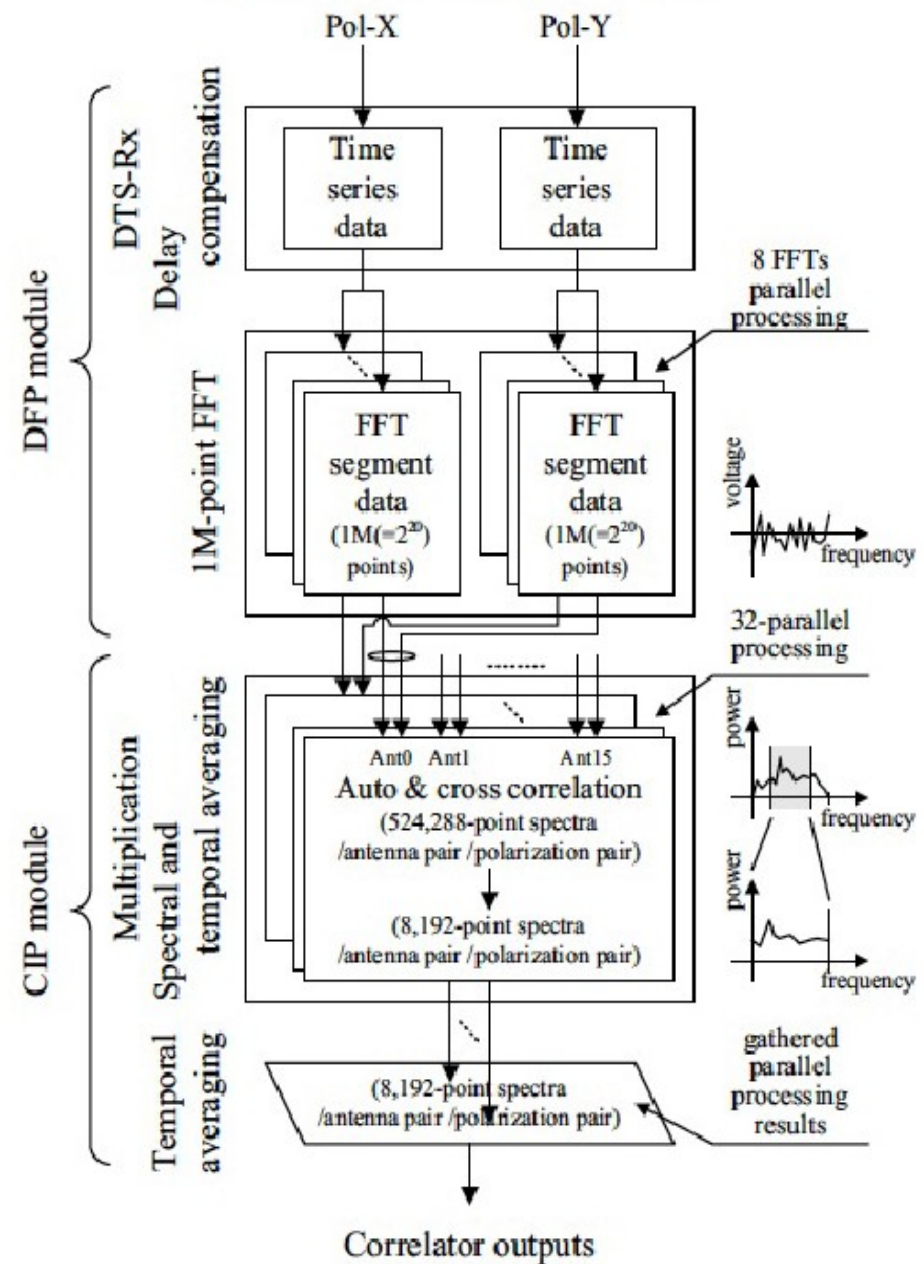 Pol-X
Pol-Y
DFP module
DTS-Rx
Delay
compensation
Time
series
data
Time
series
data
8 FFTs
parallel
processing
1M-point FFT
FFT
segment
data
(1M(=2²⁰)
points)
FFT
segment
data
(1M(=2²⁰)
points)
voltage
frequency
32-parallel
processing
CIP module
Multiplication
Spectral and
temporal averaging
Ant0 Ant1 Ant15
Auto & cross correlation
(524,288-point spectra
/antenna pair /polarization pair)
(8,192-point spectra
/antenna pair /polarization pair)
power
frequency
power
frequency
Temporal
averaging
(8,192-point spectra
/antenna pair /polarization pair)
gathered
parallel
processing
results
Correlator outputs